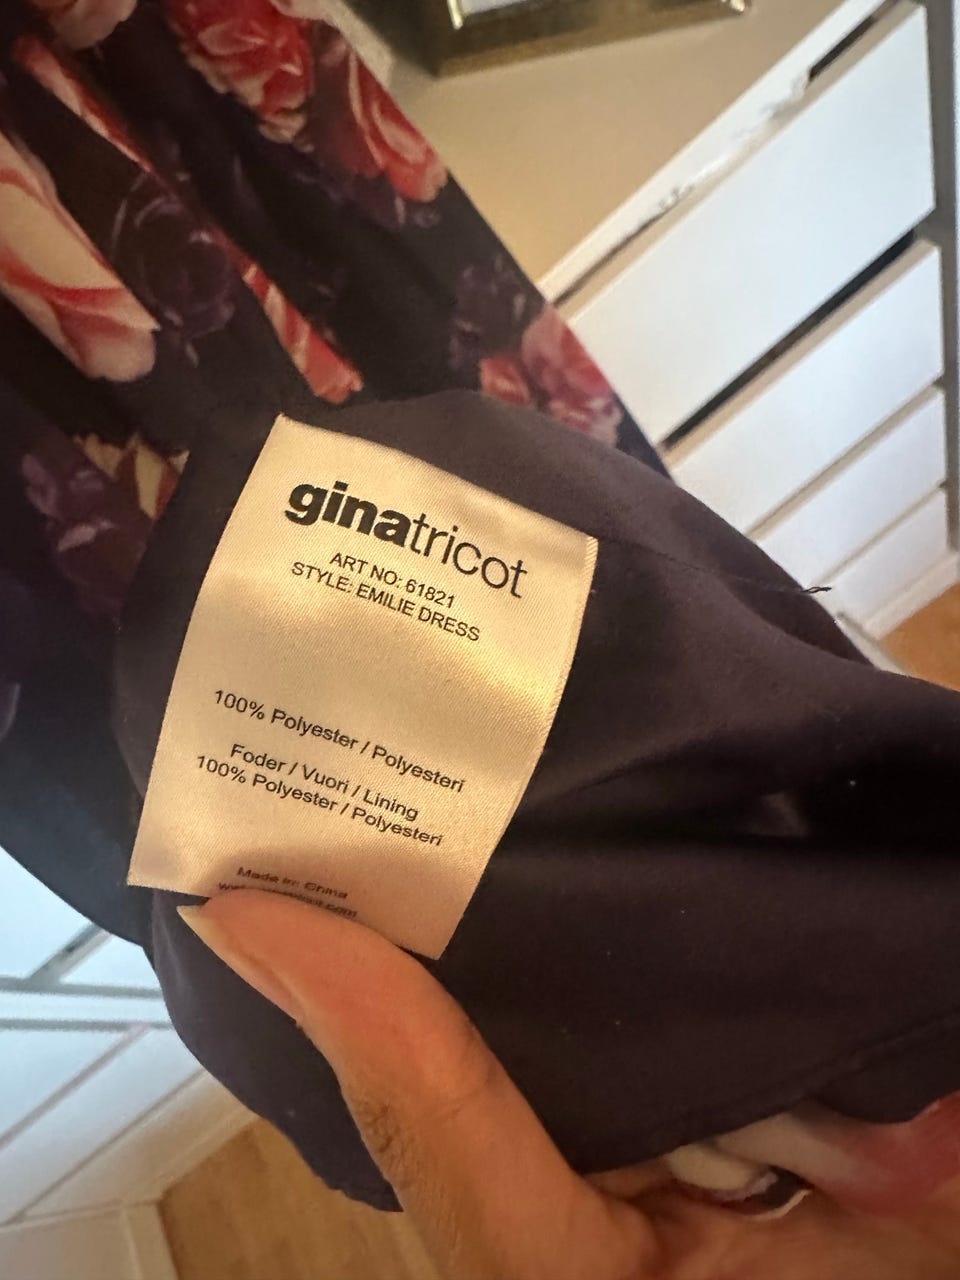 ginatricot
ART NO: 61821
STYLE: EMILIE DRESS
100% Polyester / Polyesteri
Foder / Vuori / Lining
100% Polyester / Polyesteri
Made in: China